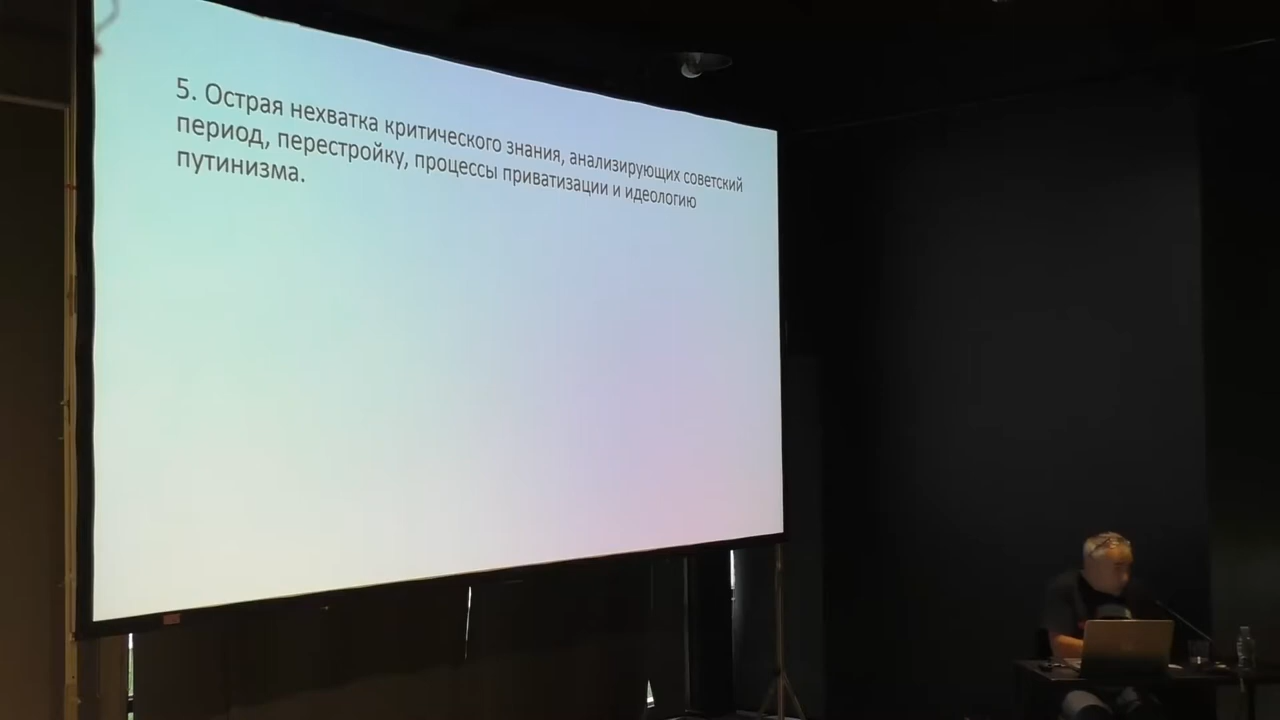 5. Острая нехватка критического знания, анализирующих советский
период, перестройку, процессы приватизации и идеологию
путинизма.